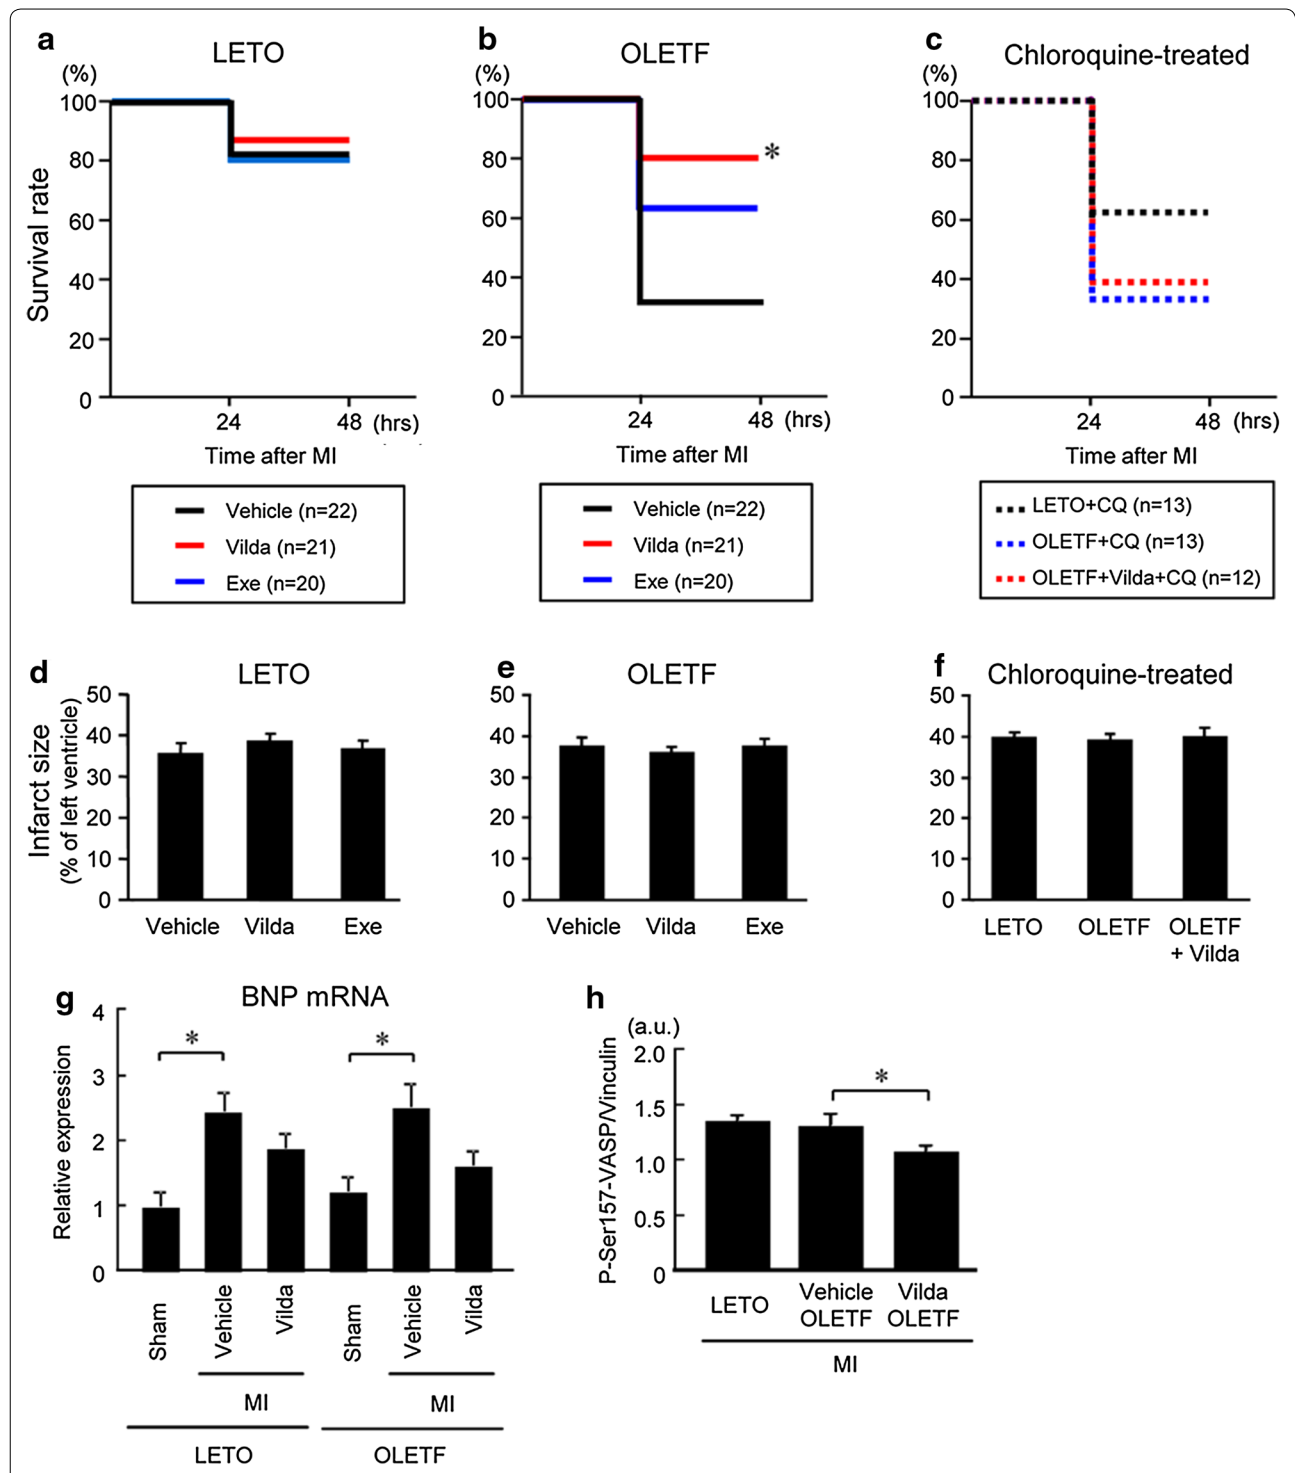 a
LETO
(%)
100
80
60
40
20
0
Survival rate
24
48
(hrs)
Time after MI
Vehicle (n=22)
Vilda (n=21)
Exe (n=20)
b
OLETF
(%)
100
80
60
40
20
0
*
24
48
(hrs)
Time after MI
Vehicle (n=22)
Vilda (n=21)
Exe (n=20)
c
Chloroquine-treated
(%)
100
80
60
40
20
0
24
48
(hrs)
Time after MI
LETO+CQ (n=13)
OLETF+CQ (n=13)
OLETF+Vilda+CQ (n=12)
d
LETO
Infarct size
(% of left ventricle)
50
40
30
20
10
0
Vehicle
Vilda
Exe
e
OLETF
50
40
30
20
10
0
Vehicle
Vilda
Exe
f
Chloroquine-treated
50
40
30
20
10
0
LETO
OLETF
OLETF
+ Vilda
g
BNP mRNA
Relative expression
4
3
2
1
0
*
*
Sham
Vehicle
Vilda
Sham
Vehicle
Vilda
MI
MI
LETO
OLETF
h
(a.u.)
P-Ser157-VASP/Vinculin
2.0
1.5
1.0
0.5
0
*
LETO
Vehicle
OLETF
Vilda
OLETF
MI